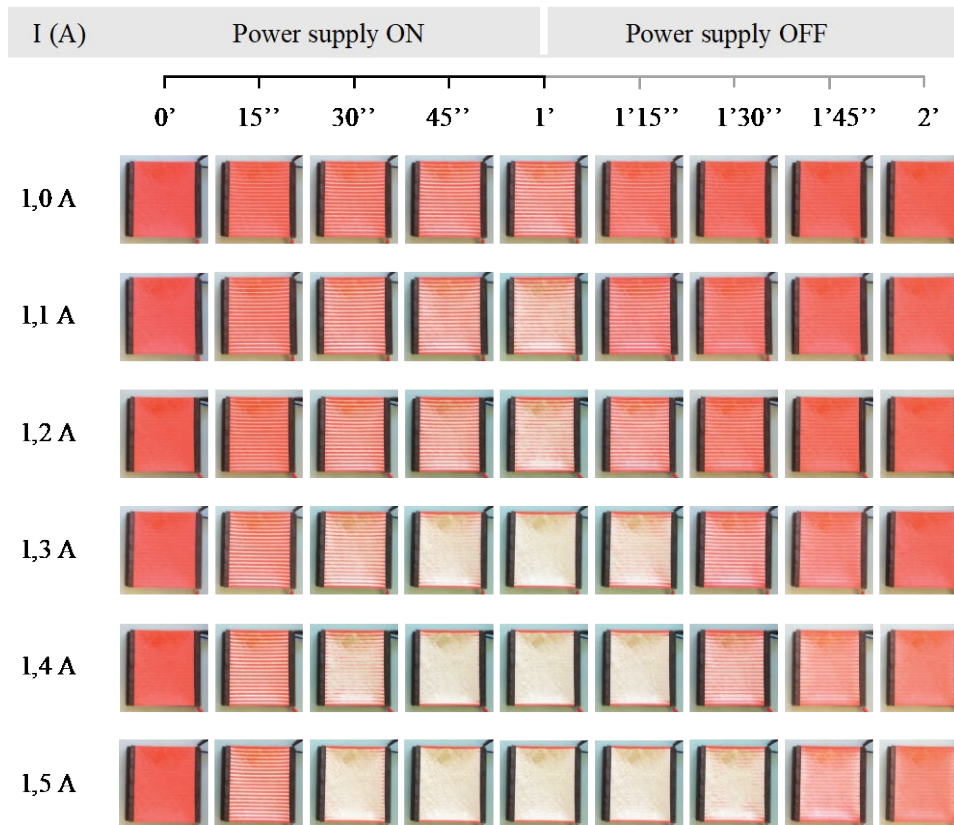 I (A) Power supply ON Power supply OFF
0’ 15’’ 30’’ 45’’ 1’ 1’15’’ 1’30’’ 1’45’’ 2’
1,0 A
1,1 A
1,2 A
1,3 A
1,4 A
1,5 A